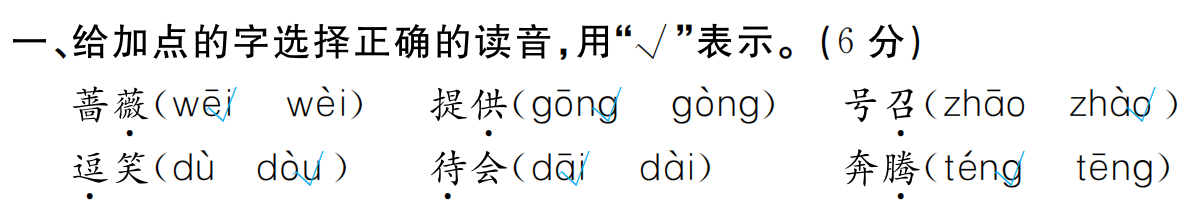 一、给加点的字选择正确的读音,用“√”表示。(6 分)
蔷薇(wēi√ wèi) 提供(gōng√ gòng) 号召(zhāo zhào√)
逗笑(dù dòu√) 待会(dāi√ dài) 奔腾(téng√ tēng)